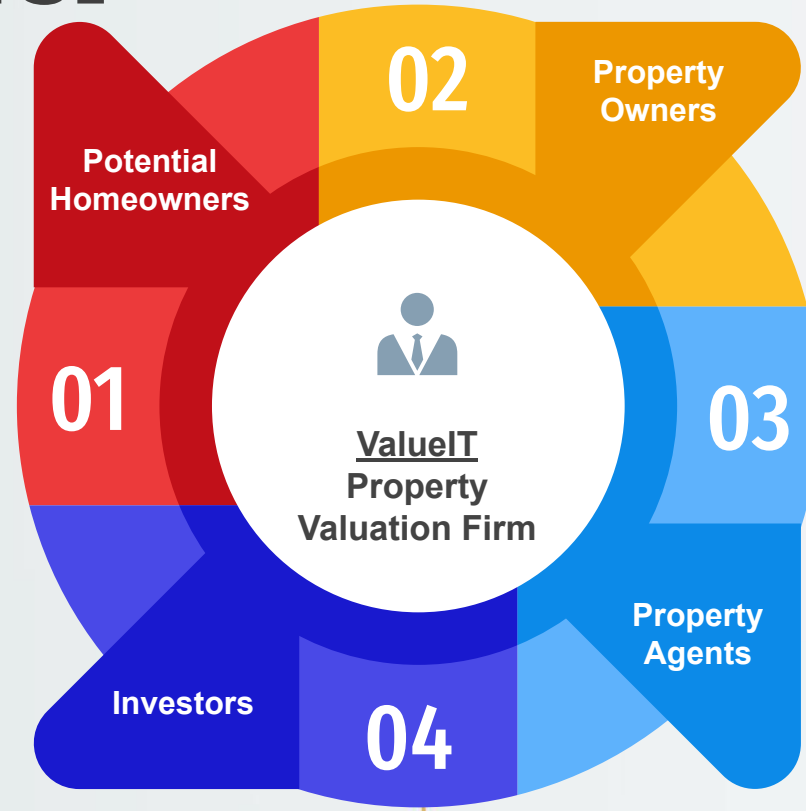 Potential
Homeowners
01
02
Property
Owners
03
Property
Agents
Investors
04
ValueIT
Property
Valuation Firm